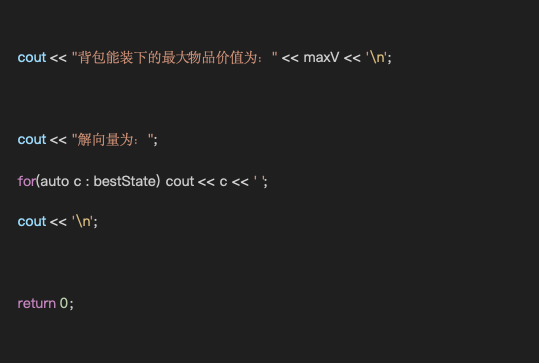 cout << "背包能装下的最大物品价值为：" << maxV << '\n';
cout << "解向量为：";
for(auto c : bestState) cout << c << ' ';
cout << '\n';
return 0;